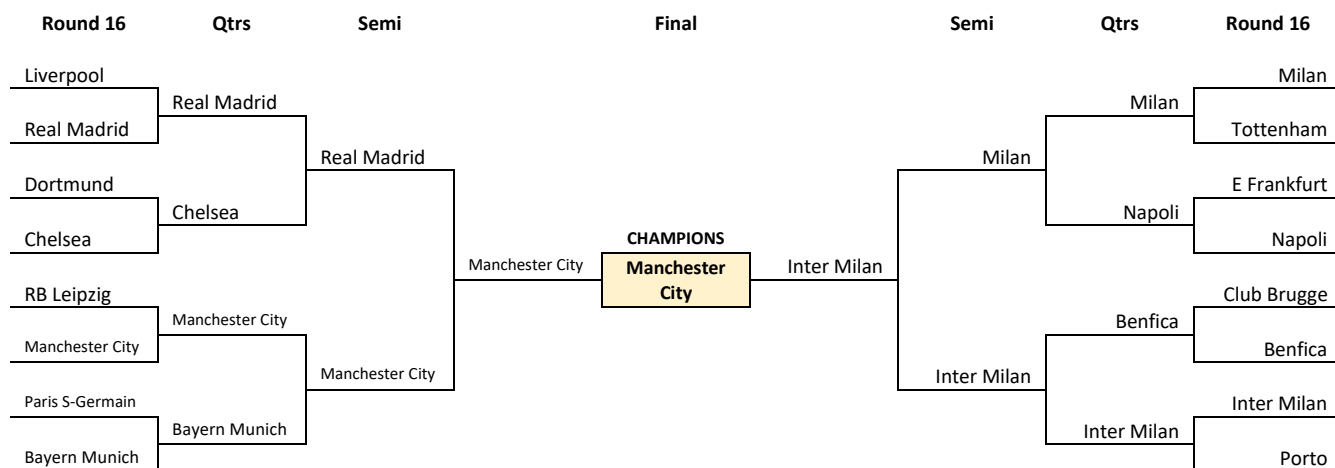 Round 16 Qtrs Semi Final Semi Qtrs Round 16
Liverpool Milan
Real Madrid Milan
Real Madrid Tottenham
Real Madrid Milan
Dortmund E Frankfurt
Chelsea Napoli
Chelsea CHAMPIONS Napoli
Manchester City Manchester Inter Milan
City
RB Leipzig Club Brugge
Manchester City Benfica
Manchester City Benfica
Manchester City Inter Milan
Paris S-Germain Inter Milan
Bayern Munich Inter Milan
Bayern Munich Porto